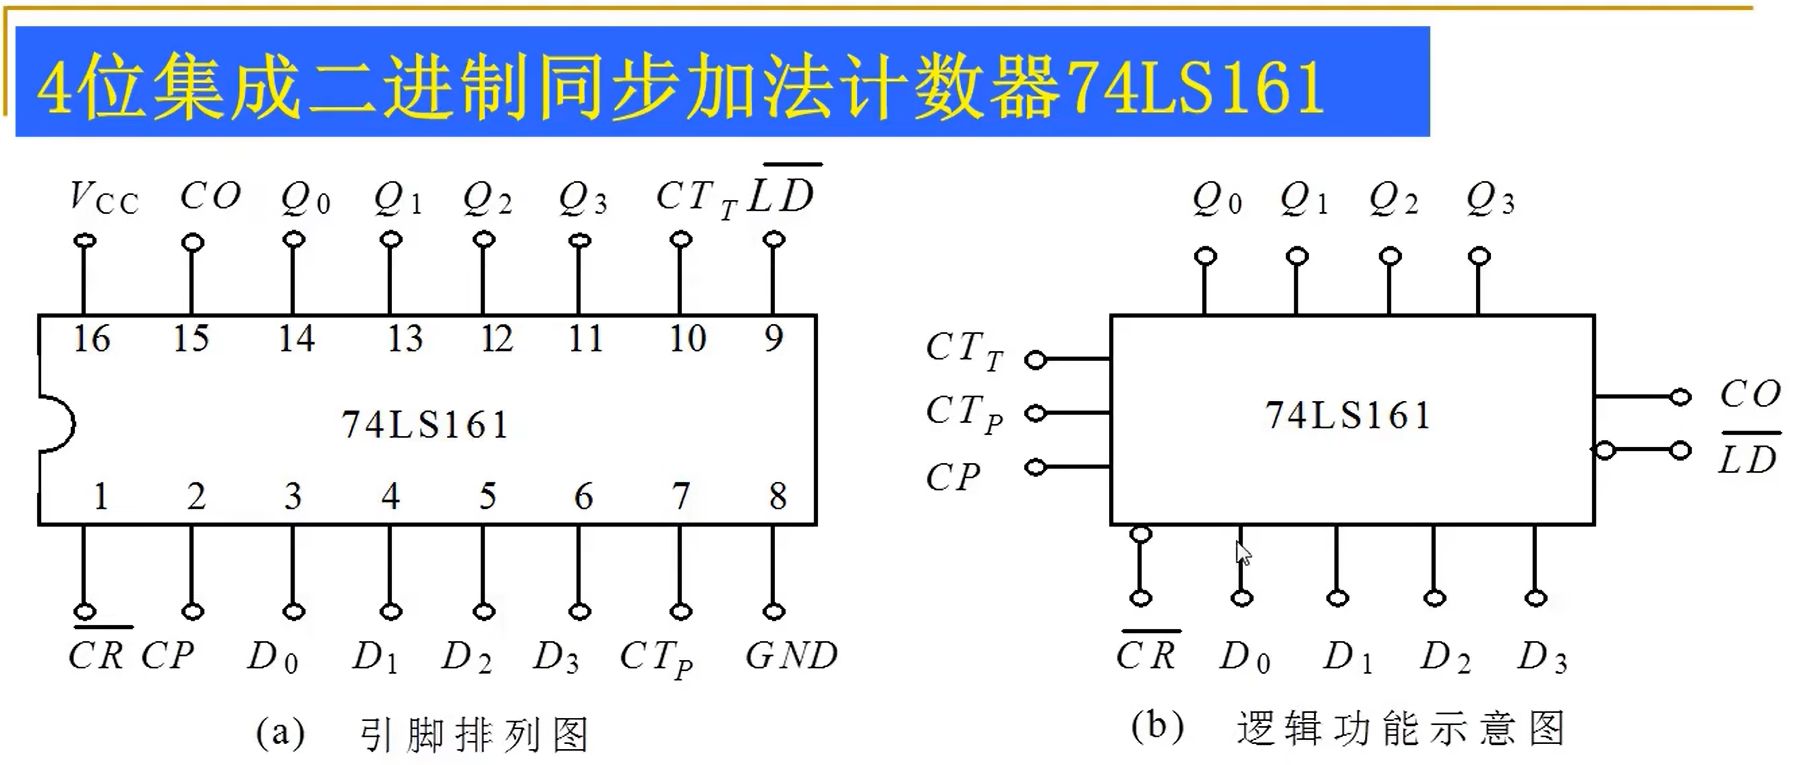 4位集成二进制同步加法计数器74LS161
V_CC CO Q_0 Q_1 Q_2 Q_3 CT_T \overline{LD}
16 15 14 13 12 11 10 9
74LS161
1 2 3 4 5 6 7 8
\overline{CR} CP D_0 D_1 D_2 D_3 CT_P GND
(a) 引脚排列图
Q_0 Q_1 Q_2 Q_3
CT_T
CT_P
CP
74LS161
CO
\overline{LD}
\overline{CR} D_0 D_1 D_2 D_3
(b) 逻辑功能示意图